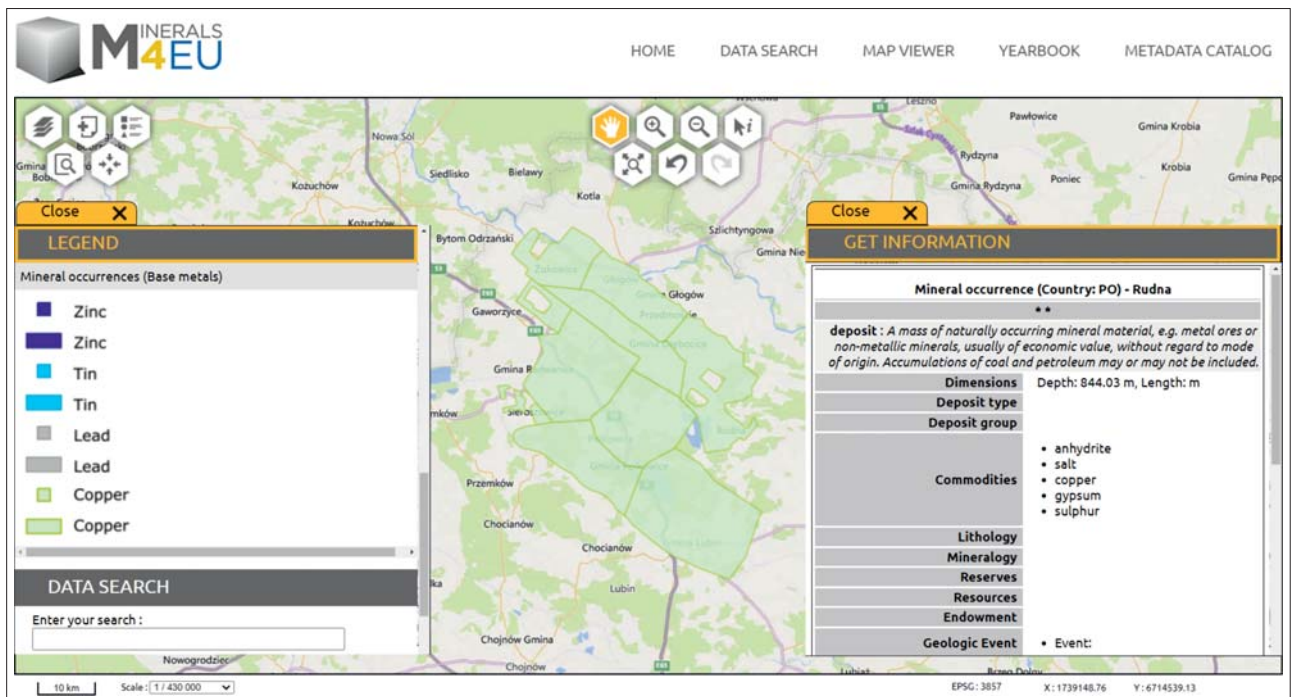 MINERALS
4EU
HOME DATA SEARCH MAP VIEWER YEARBOOK METADATA CATALOG
Leszno
Pawłowice
Gmina Krobia
Nowa Sól
Rydzyna
Krobia
Gmina
Siedlisko
Bielawy
Gmina Rydzyna
Poniec
Kożuchów
Kotla
Close X
Close X
Szlichtyngowa
LEGEND
Bytom Odrzański
GET INFORMATION
Mineral occurrences (Base metals)
Zinc
Zinc
Tin
Tin
Lead
Lead
Copper
Copper
DATA SEARCH
Enter your search :
Głogów
Gaworzyce
Przemków
Chocianów
Chocianów
Lubin
Chojnów Gmina
Chojnów
Nowogrodziec
Mineral occurrence (Country: PO) - Rudna
• •
deposit : A mass of naturally occurring mineral material, e.g. metal ores or
non-metallic minerals, usually of economic value, without regard to mode
of origin. Accumulations of coal and petroleum may or may not be included.
Dimensions Depth: 844.03 m, Length: m
Deposit type
Deposit group
Commodities
• anhydrite
• salt
• copper
• gypsum
• sulphur
Lithology
Mineralogy
Reserves
Resources
Endowment
Geologic Event • Event:
10 km Scale : 1 / 430 000
EPSG : 3857 X : 1739148.76 Y : 6714539.13